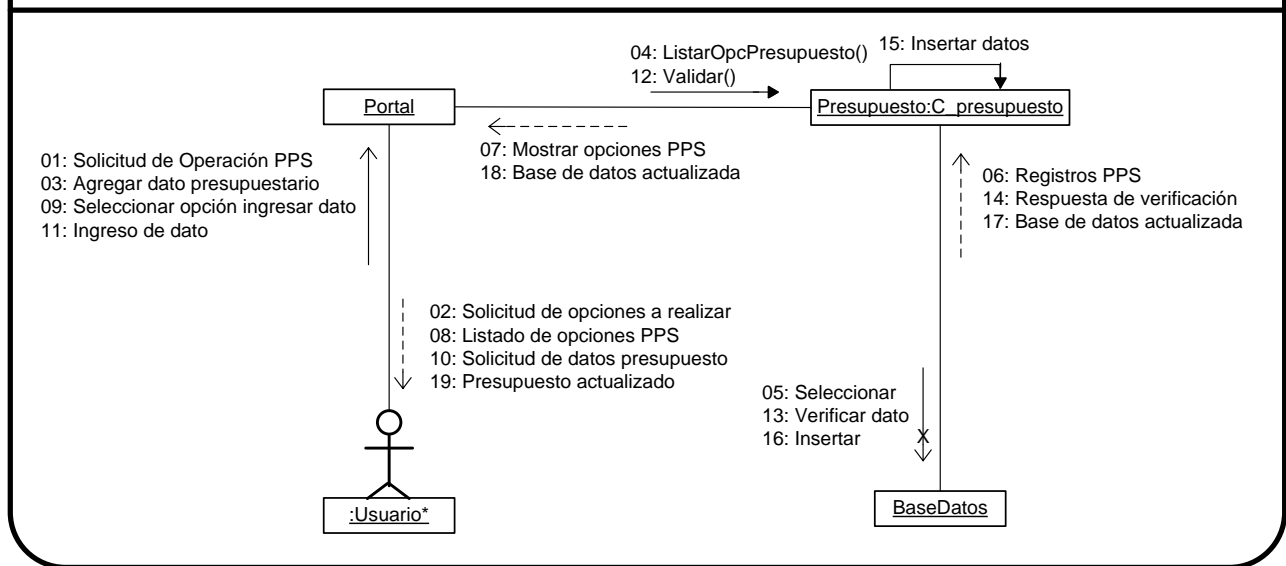 04: ListarOpcPresupuesto()
12: Validar()
15: Insertar datos
Portal
Presupuesto:C_presupuesto
01: Solicitud de Operación PPS
03: Agregar dato presupuestario
09: Seleccionar opción ingresar dato
11: Ingreso de dato
07: Mostrar opciones PPS
18: Base de datos actualizada
06: Registros PPS
14: Respuesta de verificación
17: Base de datos actualizada
02: Solicitud de opciones a realizar
08: Listado de opciones PPS
10: Solicitud de datos presupuesto
19: Presupuesto actualizado
05: Seleccionar
13: Verificar dato
16: Insertar
X
:Usuario*
BaseDatos